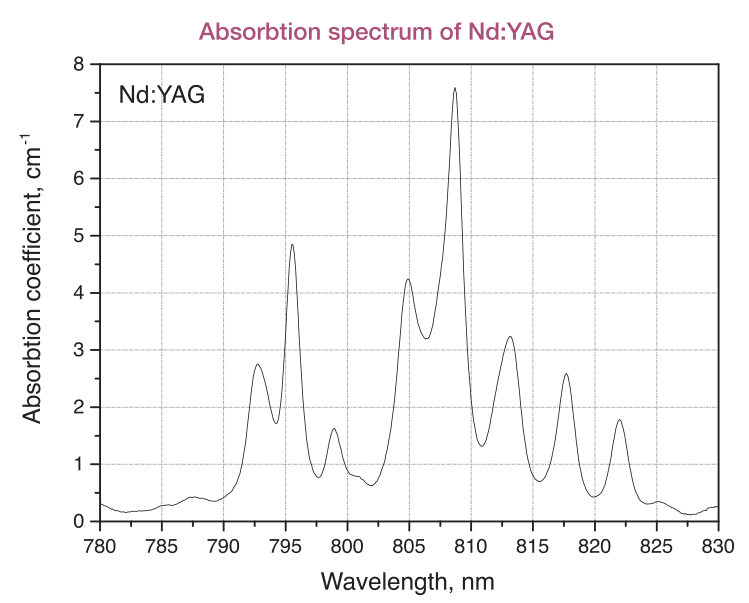 Absorbtion spectrum of Nd:YAG
Nd:YAG
Absorbtion coefficient, cm⁻¹
8
7
6
5
4
3
2
1
0
780 785 790 795 800 805 810 815 820 825 830
Wavelength, nm